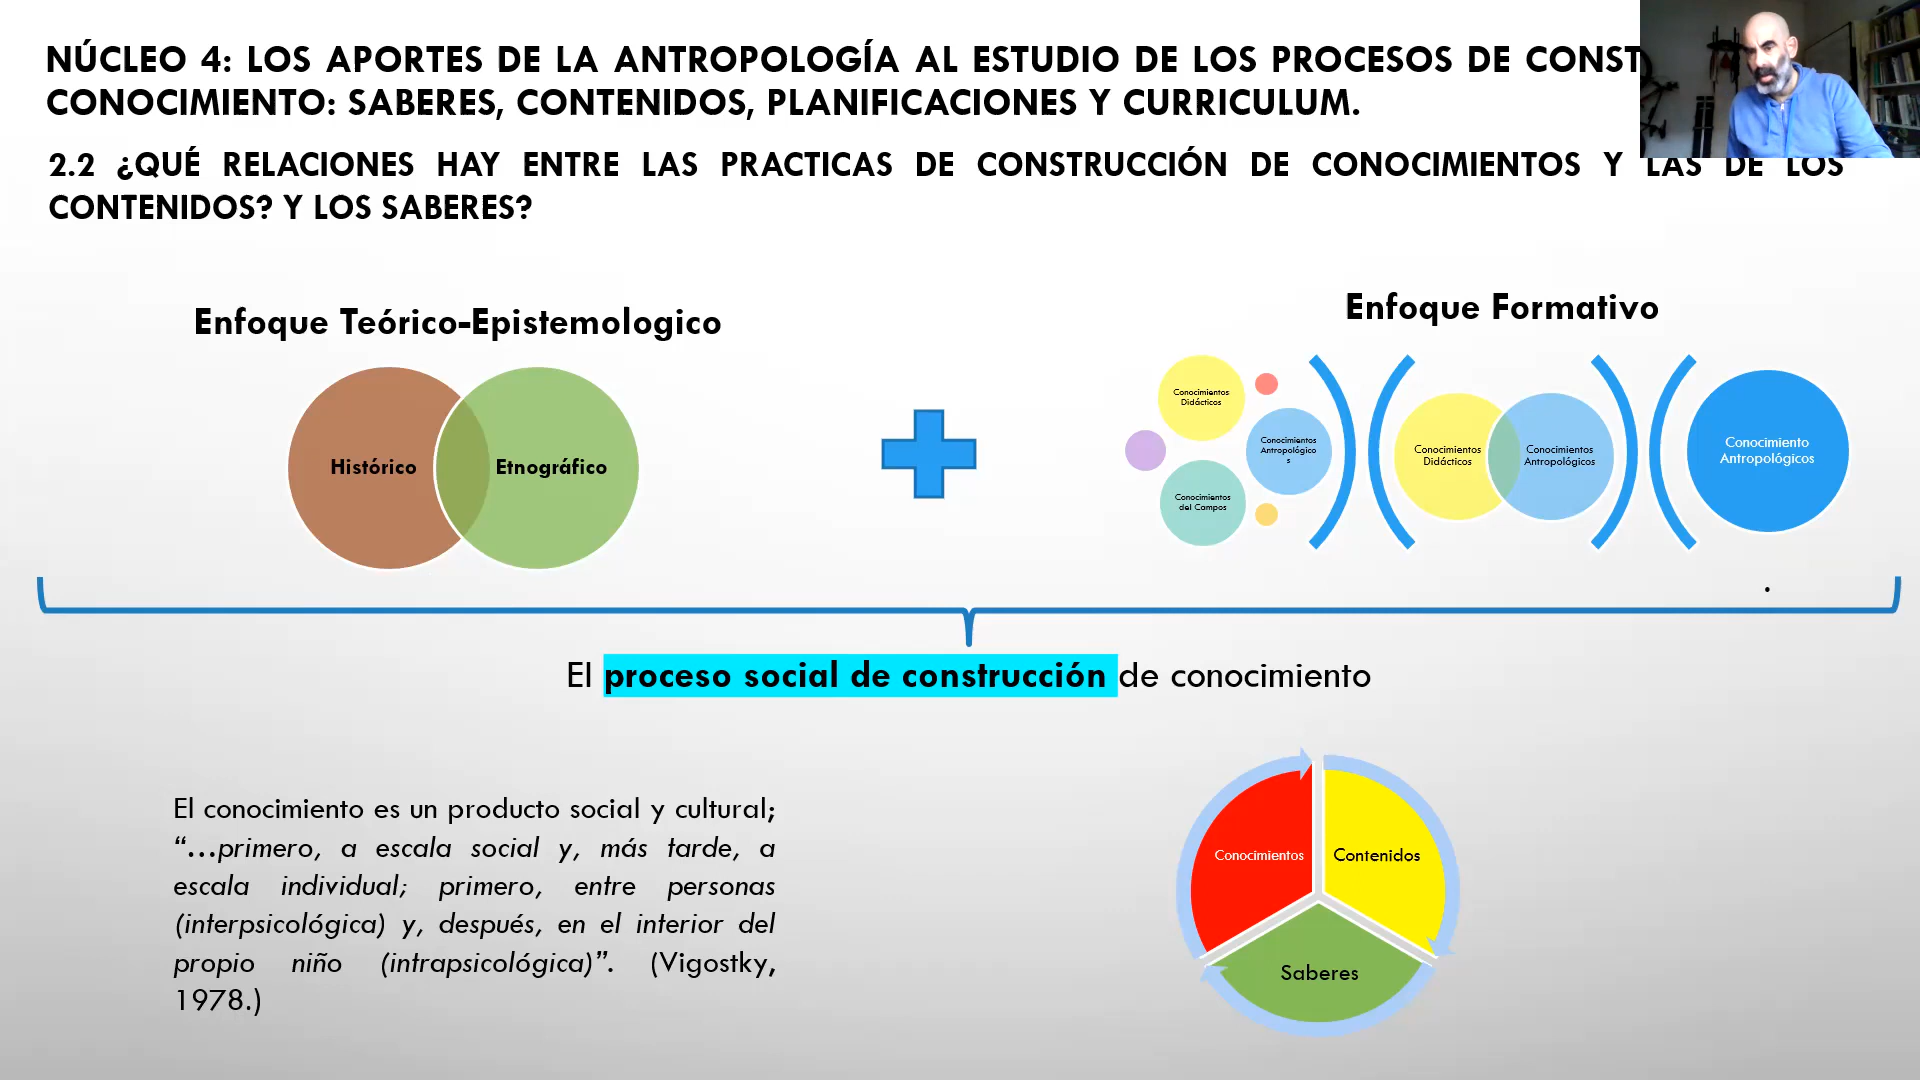 NÚCLEO 4: LOS APORTES DE LA ANTROPOLOGÍA AL ESTUDIO DE LOS PROCESOS DE CONST
CONOCIMIENTO: SABERES, CONTENIDOS, PLANIFICACIONES Y CURRICULUM.
2.2 ¿QUÉ RELACIONES HAY ENTRE LAS PRACTICAS DE CONSTRUCCIÓN DE CONOCIMIENTOS Y LAS DE LOS
CONTENIDOS? Y LOS SABERES?
Enfoque Teórico-Epistemologico
Histórico
Etnográfico
Enfoque Formativo
Conocimientos
Didácticos
Conocimientos
Antropológico
s
Conocimientos
del Campos
Conocimientos
Didácticos
Conocimientos
Antropológicos
Conocimiento
Antropológicos
.
El proceso social de construcción de conocimiento
El conocimiento es un producto social y cultural;
“…primero, a escala social y, más tarde, a
escala individual; primero, entre personas
(interpsicológica) y, después, en el interior del
propio niño (intrapsicológica)”. (Vigostky,
1978.)
Conocimientos
Contenidos
Saberes